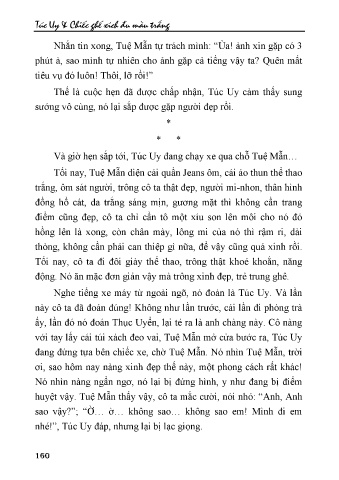 Túc Uy & Chiếc ghế xích đu màu trắng
Nhắn tin xong, Tuệ Mẫn tự trách mình: “Ủa! ảnh xin gặp có 3
phút à, sao mình tự nhiên cho ảnh gặp cả tiếng vậy ta? Quên mất
tiêu vụ đó luôn! Thôi, lỡ rồi!”
Thế là cuộc hẹn đã được chấp nhận, Túc Uy cảm thấy sung
sướng vô cùng, nó lại sắp được gặp người đẹp rồi.
*
* *
Và giờ hẹn sắp tới, Túc Uy đang chạy xe qua chỗ Tuệ Mẫn…
Tối nay, Tuệ Mẫn diện cái quần Jeans ôm, cái áo thun thể thao
trắng, ôm sát người, trông cô ta thật đẹp, người mi-nhon, thân hình
đồng hồ cát, da trắng sáng mịn, gương mặt thì không cần trang
điểm cũng đẹp, cô ta chỉ cần tô một xíu son lên môi cho nó đỏ
hồng lên là xong, còn chân mày, lông mi của nó thì rậm rì, dài
thòng, không cần phải can thiệp gì nữa, để vậy cũng quá xinh rồi.
Tối nay, cô ta đi đôi giày thể thao, trông thật khoẻ khoắn, năng
động. Nó ăn mặc đơn giản vậy mà trông xinh đẹp, trẻ trung ghê.
Nghe tiếng xe máy từ ngoài ngõ, nó đoán là Túc Uy. Và lần
này cô ta đã đoán đúng! Không như lần trước, cái lần đi phòng trà
ấy, lần đó nó đoán Thục Uyển, lại té ra là anh chàng này. Cô nàng
với tay lấy cái túi xách đeo vai, Tuệ Mẫn mở cửa bước ra, Túc Uy
đang đứng tựa bên chiếc xe, chờ Tuệ Mẫn. Nó nhìn Tuệ Mẫn, trời
ơi, sao hôm nay nàng xinh đẹp thế này, một phong cách rất khác!
Nó nhìn nàng ngẩn ngơ, nó lại bị đứng hình, y như đang bị điểm
huyệt vậy. Tuệ Mẫn thấy vậy, cô ta mắc cười, nói nhỏ: “Anh, Anh
sao vậy?”; “Ờ… ờ… không sao… không sao em! Mình đi em
nhé!”, Túc Uy đáp, nhưng lại bị lạc giọng.
160